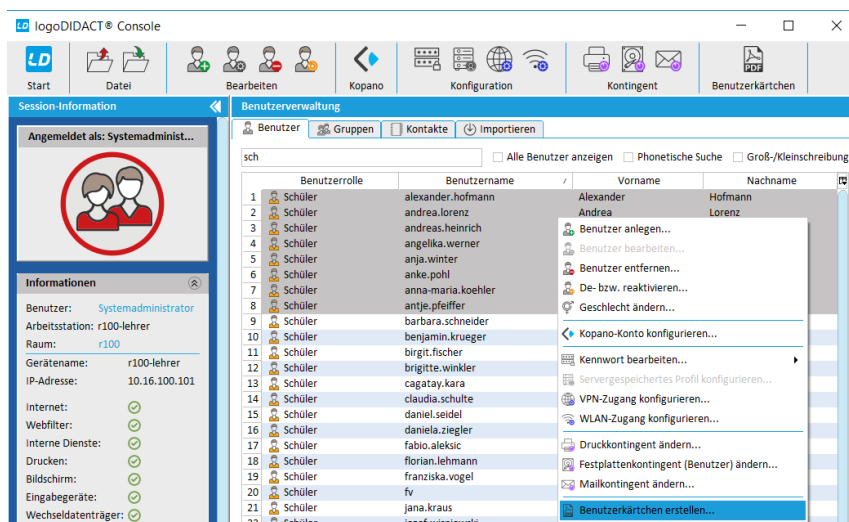 LD logoDIDACT® Console
LD
PDF
Start Datei Bearbeiten Kopano Konfiguration Kontingent Benutzerkärtchen
Session-Information
Angemeldet als: Systemadminist...
Informationen
Benutzer: Systemadministrator
Arbeitsstation: r100-lehrer
Raum: r100
Gerätename: r100-lehrer
IP-Adresse: 10.16.100.101
Internet:
Webfilter:
Interne Dienste:
Drucken:
Bildschirm:
Eingabegeräte:
Wechseldatenträger:
Benutzerverwaltung
Benutzer Gruppen Kontakte Importieren
sch Alle Benutzer anzeigen Phonetische Suche Groß-/Kleinschreibung
Benutzerrolle Benutzername Vorname Nachname
1 Schüler alexander.hofmann Alexander Hofmann
2 Schüler andrea.lorenz Andrea Lorenz
3 Schüler andreas.heinrich
4 Schüler angelika.werner
5 Schüler anja.winter
6 Schüler anke.pohl
7 Schüler anna-maria.koehler
8 Schüler antje.pfeiffer
9 Schüler barbara.schneider
10 Schüler benjamin.krueger
11 Schüler birgit.fischer
12 Schüler brigitte.winkler
13 Schüler cagatay.kara
14 Schüler claudia.schulte
15 Schüler daniel.seidel
16 Schüler daniela.ziegler
17 Schüler fabio.aleksic
18 Schüler florian.lehmann
19 Schüler franziska.vogel
20 Schüler fv
21 Schüler jana.kraus
Benutzer anlegen...
Benutzer bearbeiten...
Benutzer entfernen...
De- bzw. reaktivieren...
Geschlecht ändern...
Kopano-Konto konfigurieren...
Kennwort bearbeiten...
Servergespeichertes Profil konfigurieren...
VPN-Zugang konfigurieren...
WLAN-Zugang konfigurieren...
Druckkontingent ändern...
Festplattenkontingent (Benutzer) ändern...
Mailkontingent ändern...
Benutzerkärtchen erstellen...